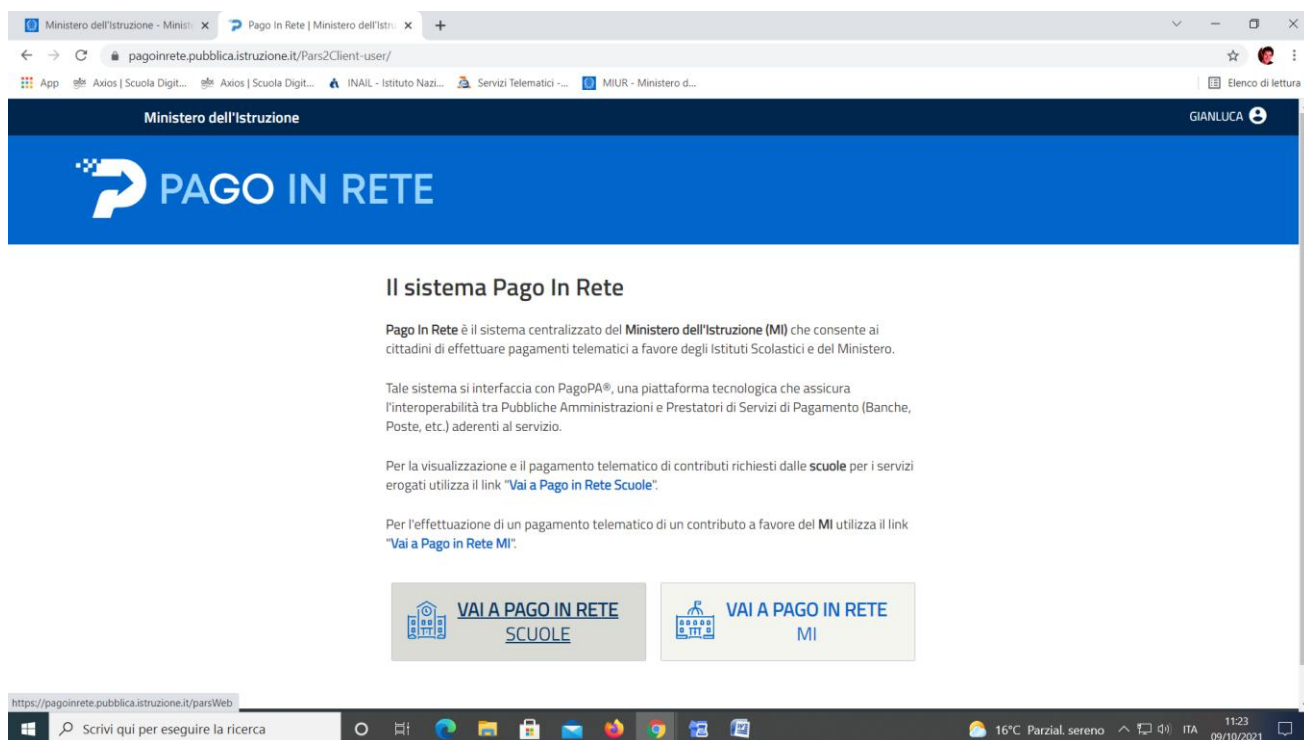 Ministero dell'Istruzione - Minist
Pago In Rete | Ministero dell'Istru
pagoinrete.pubblica.istruzione.it/Pars2Client-user/
App
Axios | Scuola Digit...
Axios | Scuola Digit...
INAIL - Istituto Nazi...
Servizi Telematici -...
MIUR - Ministero d...
Elenco di lettura
Ministero dell'Istruzione
GIANLUCA
PAGO IN RETE
Il sistema Pago In Rete
Pago In Rete è il sistema centralizzato del Ministero dell'Istruzione (MI) che consente ai
cittadini di effettuare pagamenti telematici a favore degli Istituti Scolastici e del Ministero.
Tale sistema si interfaccia con PagoPA®, una piattaforma tecnologica che assicura
l'interoperabilità tra Pubbliche Amministrazioni e Prestatori di Servizi di Pagamento (Banche,
Poste, etc.) aderenti al servizio.
Per la visualizzazione e il pagamento telematico di contributi richiesti dalle scuole per i servizi
erogati utilizza il link "Vai a Pago in Rete Scuole".
Per l'effettuazione di un pagamento telematico di un contributo a favore del MI utilizza il link
"Vai a Pago in Rete MI".
VAI A PAGO IN RETE
SCUOLE
VAI A PAGO IN RETE
MI
https://pagoinrete.pubblica.istruzione.it/parsWeb
Scrivi qui per eseguire la ricerca
16°C Parzial. sereno
ITA
11:23
09/10/2021